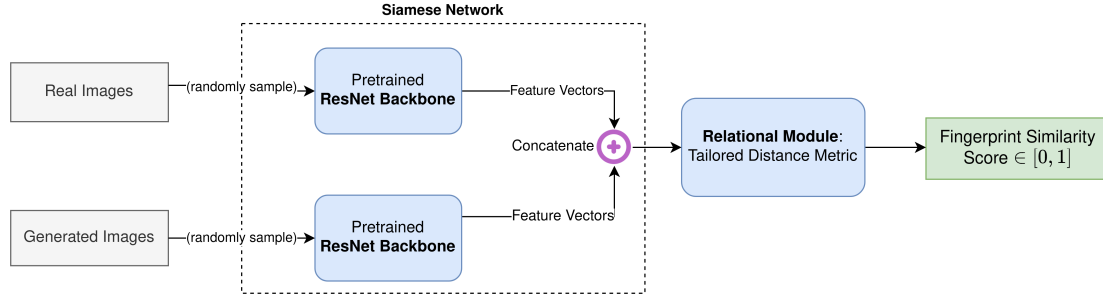 Siamese Network
Real Images
(randomly sample)
Pretrained
ResNet Backbone
Feature Vectors
Concatenate
Relational Module:
Tailored Distance Metric
Fingerprint Similarity
Score ∈ [0, 1]
Generated Images
(randomly sample)
Pretrained
ResNet Backbone
Feature Vectors